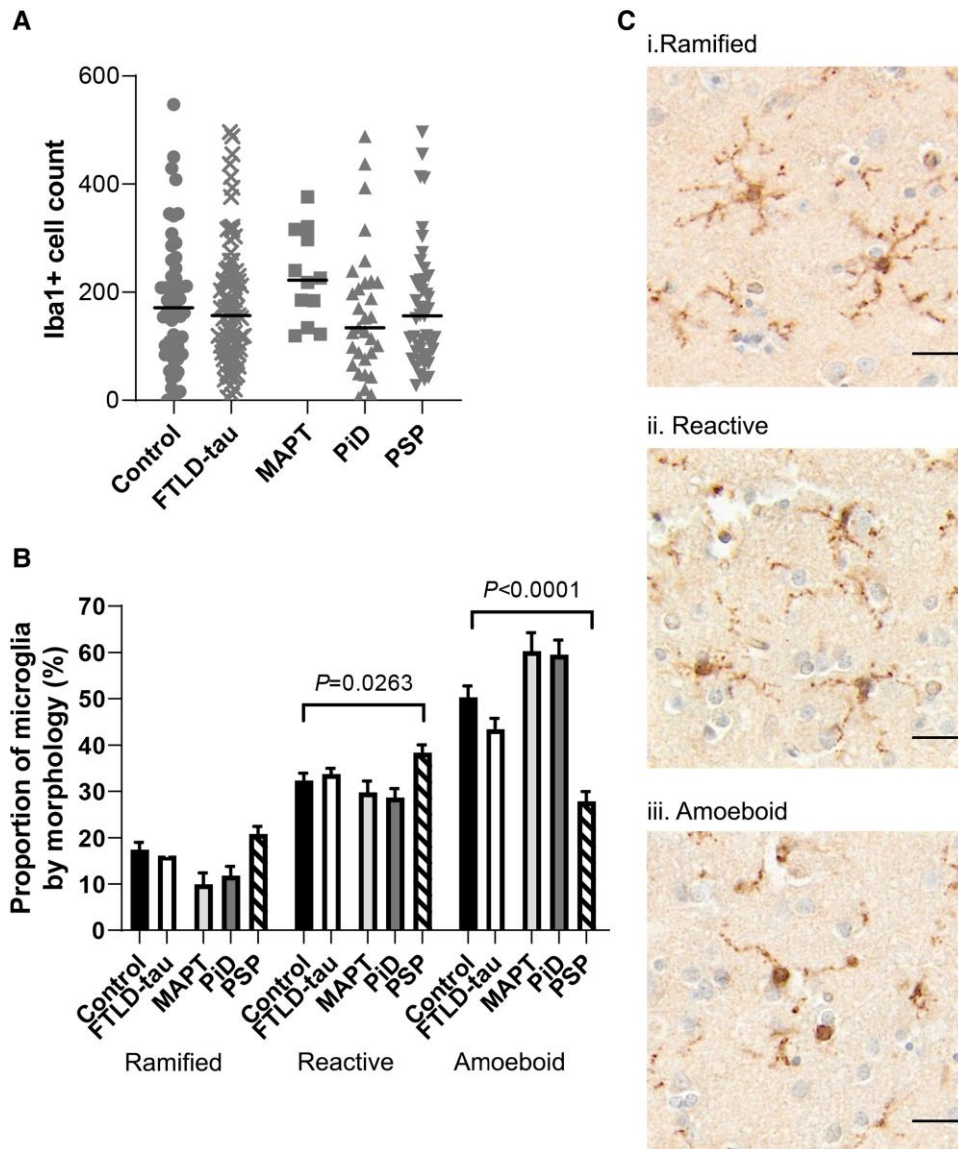 A
Iba1+ cell count
600
400
200
0
Control
FTLD-tau
MAPT
PiD
PSP
B
Proportion of microglia
by morphology (%)
70
60
50
40
30
20
10
0
P=0.0263
P<0.0001
Control
FTLD-tau
MAPT
PiD
PSP
Control
FTLD-tau
MAPT
PiD
PSP
Control
FTLD-tau
MAPT
PiD
PSP
Ramified
Reactive
Amoeboid
C
i.Ramified
ii. Reactive
iii. Amoeboid